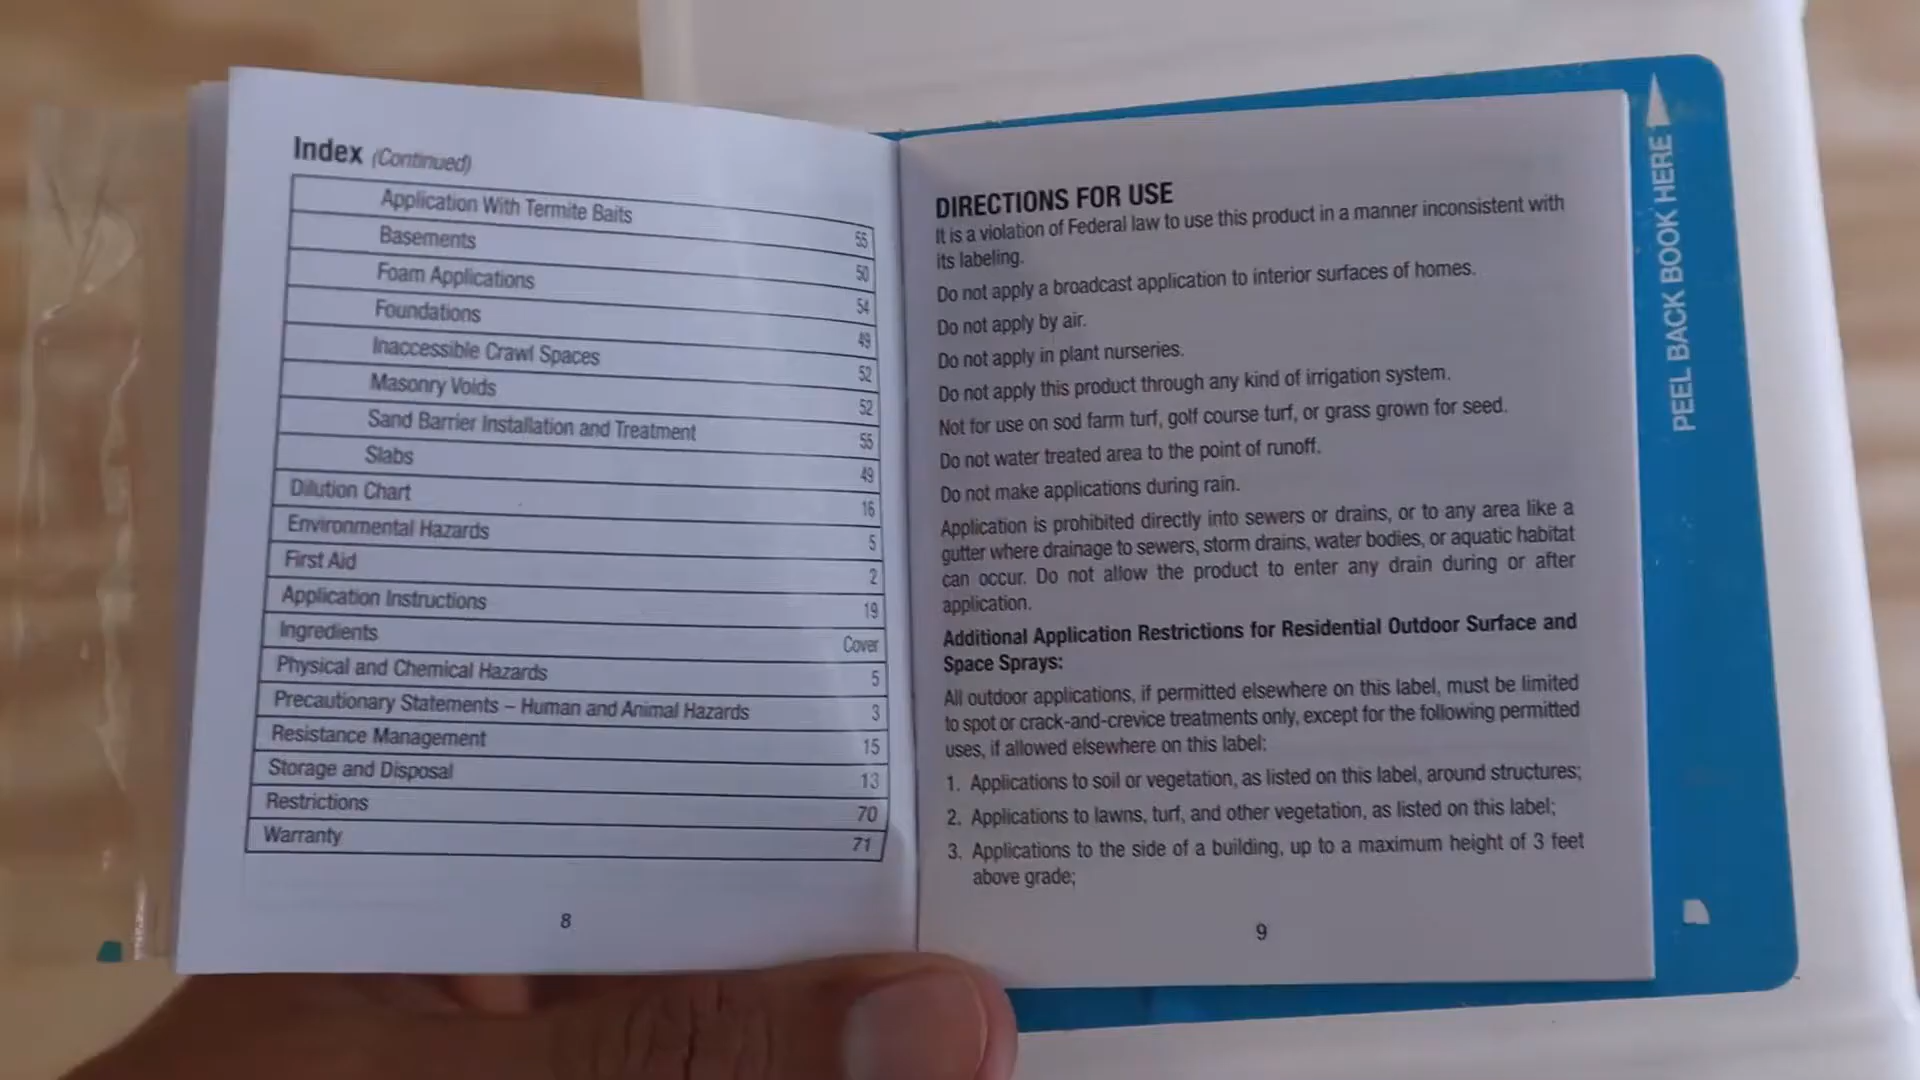 Index (Continued)
Application With Termite Baits 55
Basements 50
Foam Applications 54
Foundations 49
Inaccessible Crawl Spaces 52
Masonry Voids 52
Sand Barrier Installation and Treatment 55
Slabs 49
Dilution Chart 16
Environmental Hazards 5
First Aid 2
Application Instructions 19
Ingredients Cover
Physical and Chemical Hazards 5
Precautionary Statements – Human and Animal Hazards 3
Resistance Management 15
Storage and Disposal 13
Restrictions 70
Warranty 71
8
DIRECTIONS FOR USE
It is a violation of Federal law to use this product in a manner inconsistent with
its labeling.
Do not apply a broadcast application to interior surfaces of homes.
Do not apply by air.
Do not apply in plant nurseries.
Do not apply this product through any kind of irrigation system.
Not for use on sod farm turf, golf course turf, or grass grown for seed.
Do not water treated area to the point of runoff.
Do not make applications during rain.
Application is prohibited directly into sewers or drains, or to any area like a
gutter where drainage to sewers, storm drains, water bodies, or aquatic habitat
can occur. Do not allow the product to enter any drain during or after
application.
Additional Application Restrictions for Residential Outdoor Surface and
Space Sprays:
All outdoor applications, if permitted elsewhere on this label, must be limited
to spot or crack-and-crevice treatments only, except for the following permitted
uses, if allowed elsewhere on this label:
1. Applications to soil or vegetation, as listed on this label, around structures;
2. Applications to lawns, turf, and other vegetation, as listed on this label;
3. Applications to the side of a building, up to a maximum height of 3 feet
above grade;
9
PEEL BACK BOOK HERE